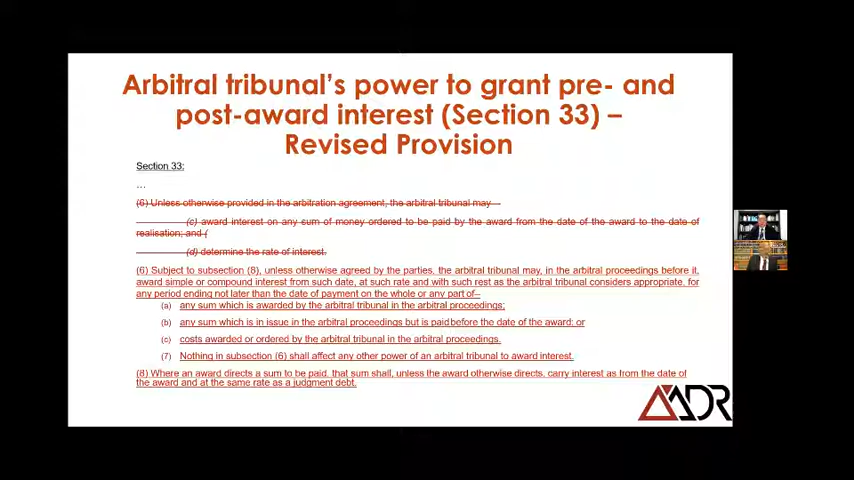 Arbitral tribunal's power to grant pre- and
post-award interest (Section 33) –
Revised Provision
Section 33:
…
(6) Unless otherwise provided in the arbitration agreement, the arbitral tribunal may—
(c) award interest on any sum of money ordered to be paid by the award from the date of the award to the date of
realisation; and (
(d) determine the rate of interest.
(6) Subject to subsection (8), unless otherwise agreed by the parties, the arbitral tribunal may, in the arbitral proceedings before it,
award simple or compound interest from such date, at such rate and with such rest as the arbitral tribunal considers appropriate, for
any period ending not later than the date of payment on the whole or any part of–
(a) any sum which is awarded by the arbitral tribunal in the arbitral proceedings;
(b) any sum which is in issue in the arbitral proceedings but is paid before the date of the award; or
(c) costs awarded or ordered by the arbitral tribunal in the arbitral proceedings.
(7) Nothing in subsection (6) shall affect any other power of an arbitral tribunal to award interest.
(8) Where an award directs a sum to be paid, that sum shall, unless the award otherwise directs, carry interest as from the date of
the award and at the same rate as a judgment debt.
AADR